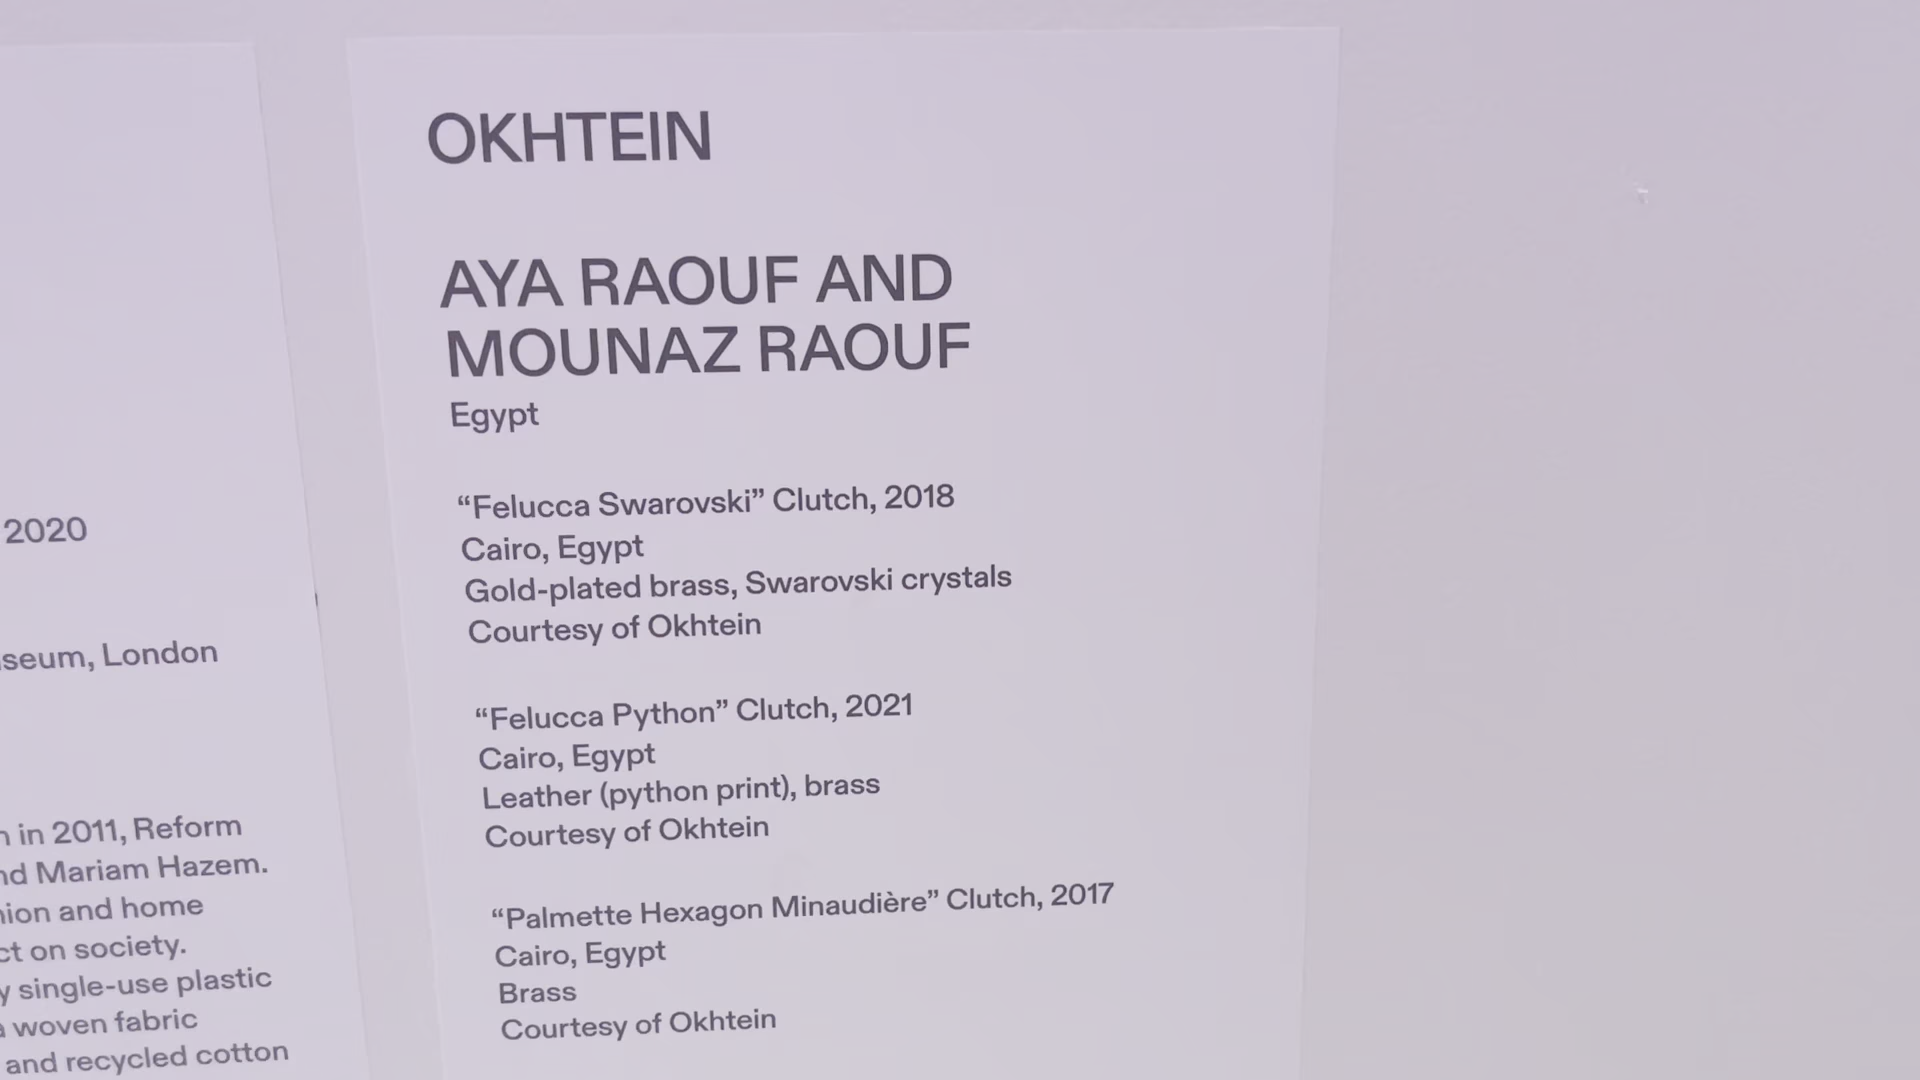 2020
seum, London
in 2011, Reform
Mariam Hazem.
and home
on society.
single-use plastic
woven fabric
and recycled cotton
OKHTEIN
AYA RAOUF AND
MOUNAZ RAOUF
Egypt
“Felucca Swarovski” Clutch, 2018
Cairo, Egypt
Gold-plated brass, Swarovski crystals
Courtesy of Okhtein
“Felucca Python” Clutch, 2021
Cairo, Egypt
Leather (python print), brass
Courtesy of Okhtein
“Palmette Hexagon Minaudière” Clutch, 2017
Cairo, Egypt
Brass
Courtesy of Okhtein